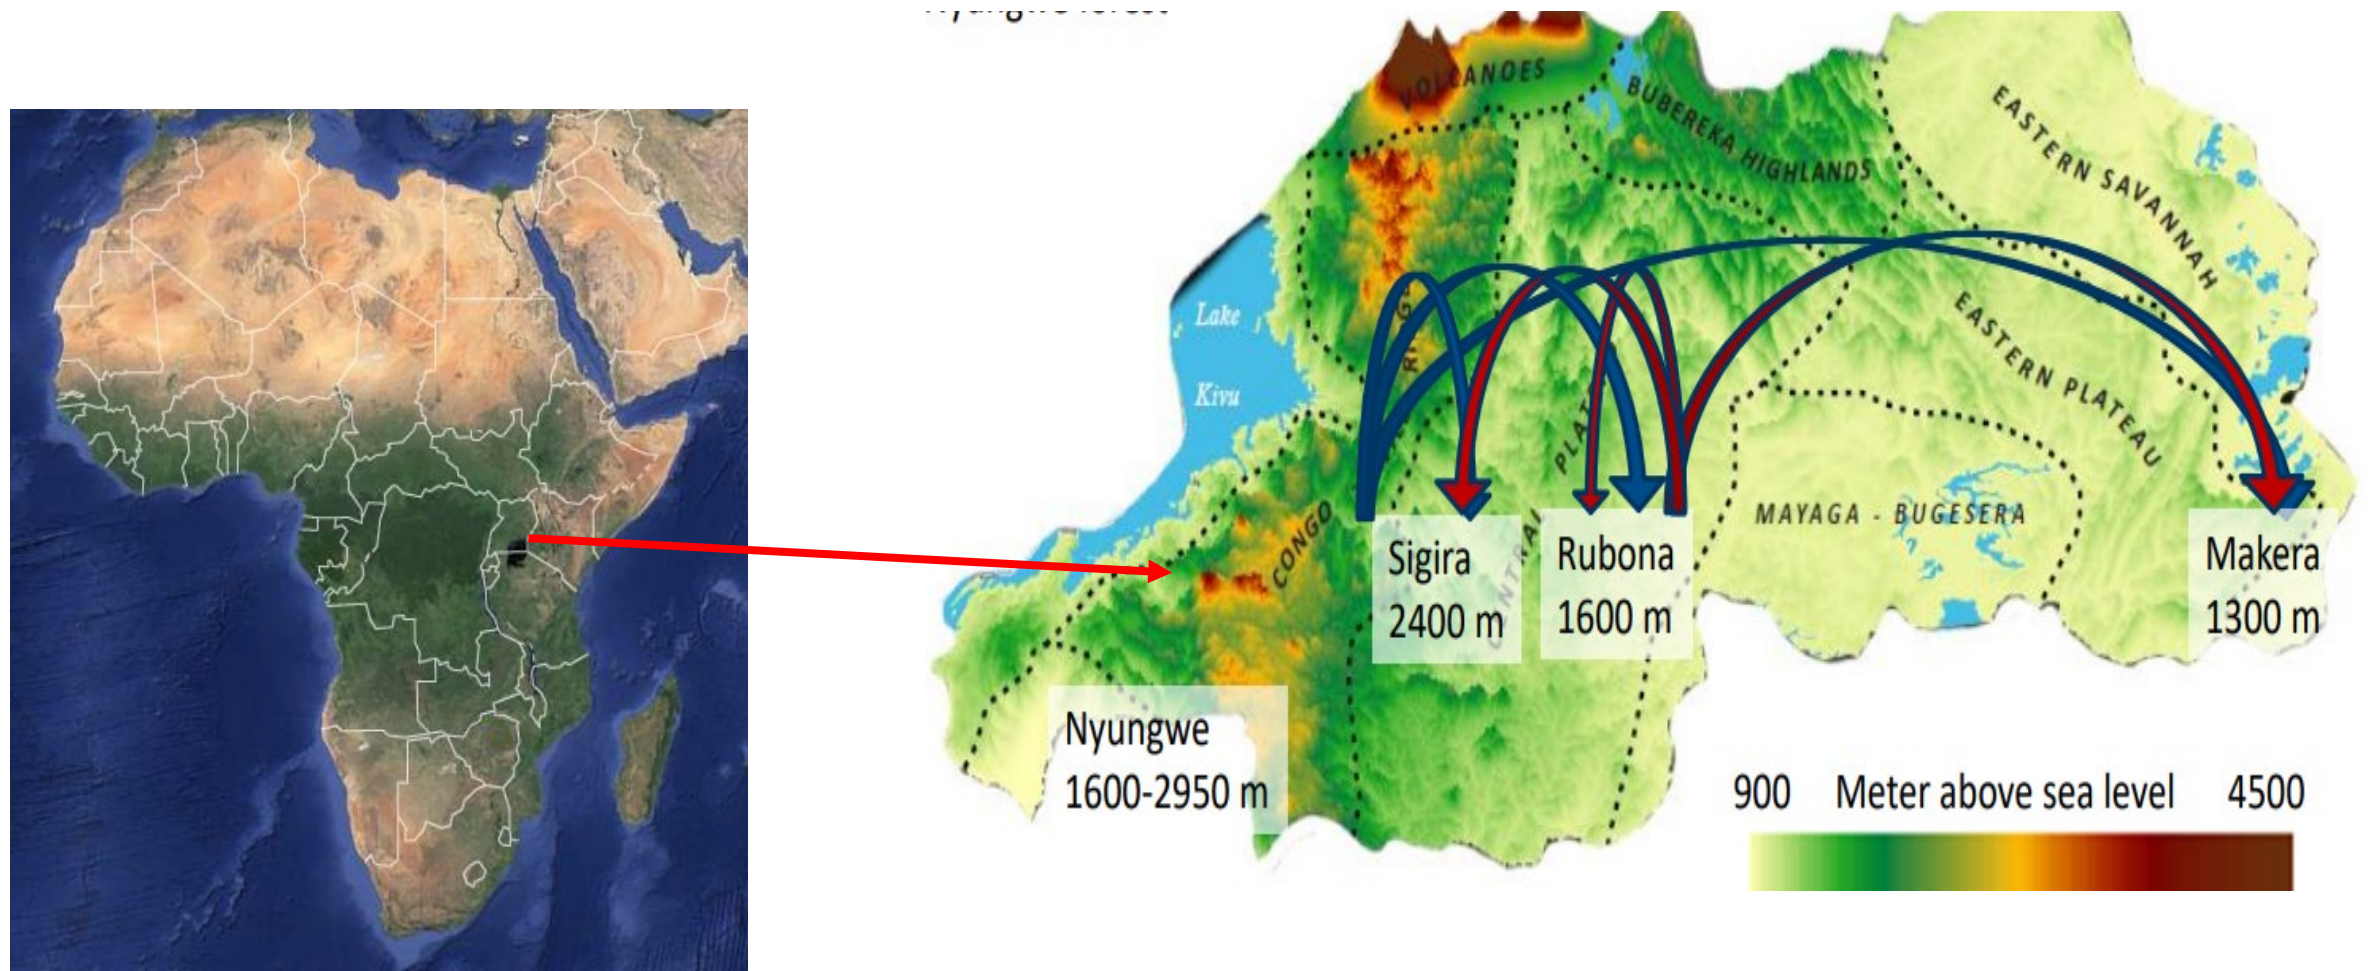 VOLCANOES
BUBEREKA HIGHLANDS
EASTERN SAVANNAH
Lake
Kivu
EASTERN PLATEAU
CONGO
MAYAGA - BUGESERA
Sigira
2400 m
Rubona
1600 m
Makera
1300 m
Nyungwe
1600-2950 m
900 Meter above sea level 4500